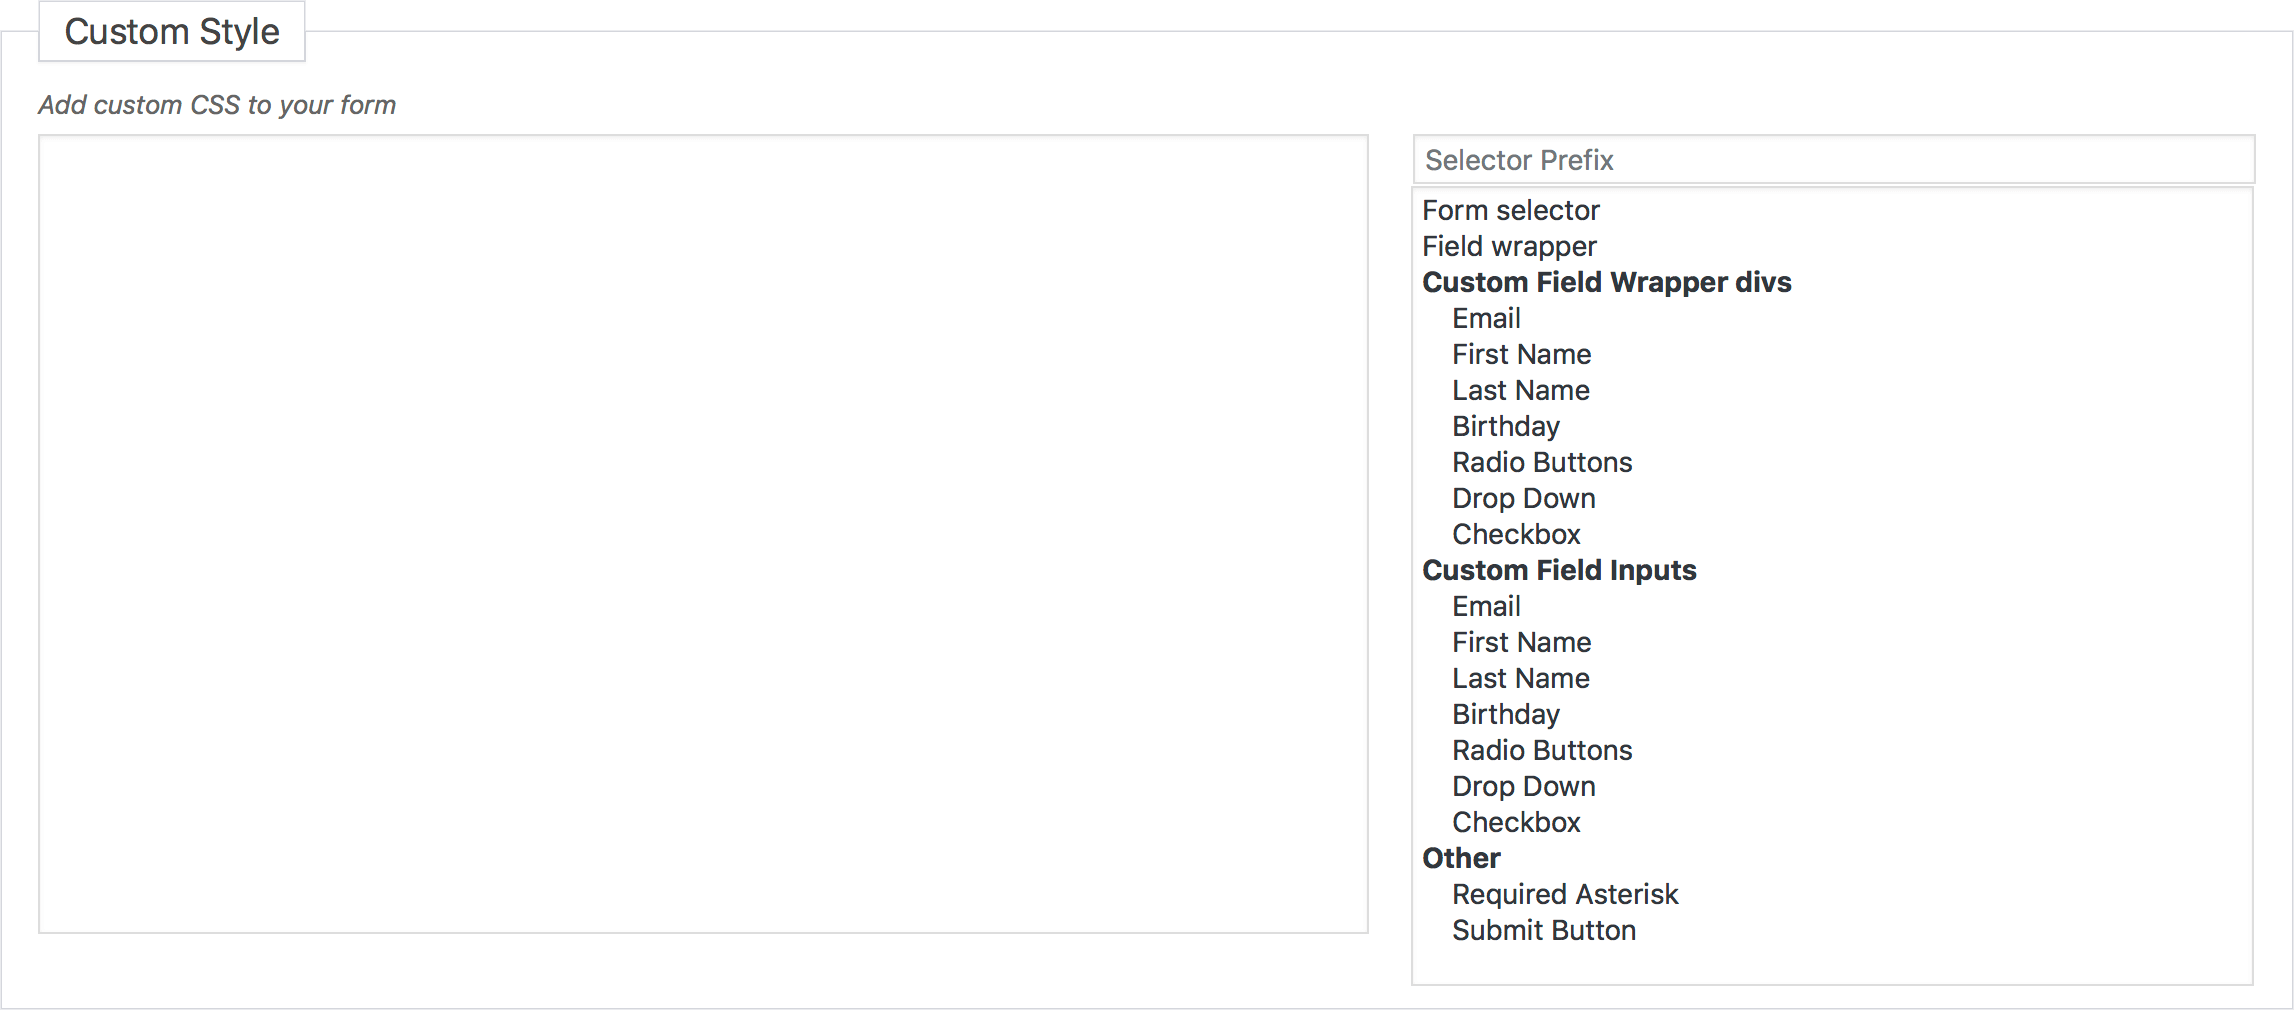 Custom Style
Add custom CSS to your form
Selector Prefix
Form selector
Field wrapper
Custom Field Wrapper divs
Email
First Name
Last Name
Birthday
Radio Buttons
Drop Down
Checkbox
Custom Field Inputs
Email
First Name
Last Name
Birthday
Radio Buttons
Drop Down
Checkbox
Other
Required Asterisk
Submit Button